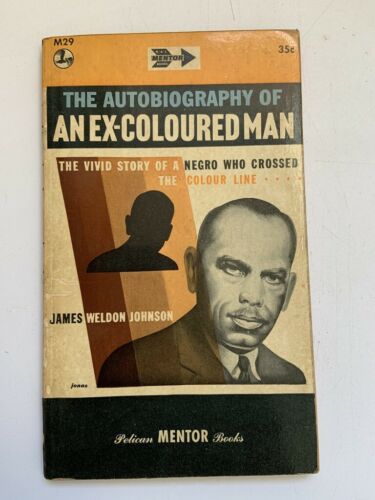 M29
MENTOR
35¢
THE AUTOBIOGRAPHY OF
AN EX-COLOURED MAN
THE VIVID STORY OF A NEGRO WHO CROSSED
THE COLOUR LINE ....
JAMES WELDON JOHNSON
jonas
Pelican MENTOR Books